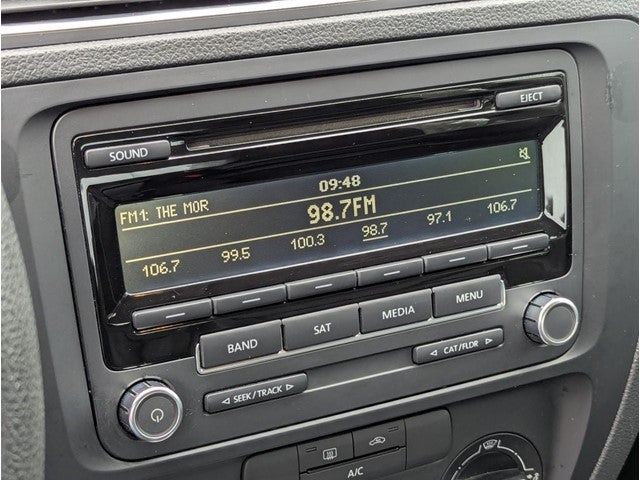 EJECT
SOUND
09:48
FM1: THE MOR
98.7FM
106.7 99.5 100.3 98.7 97.1 106.7
BAND SAT MEDIA MENU
SEEK/TRACK CAT/FLDR
A/C